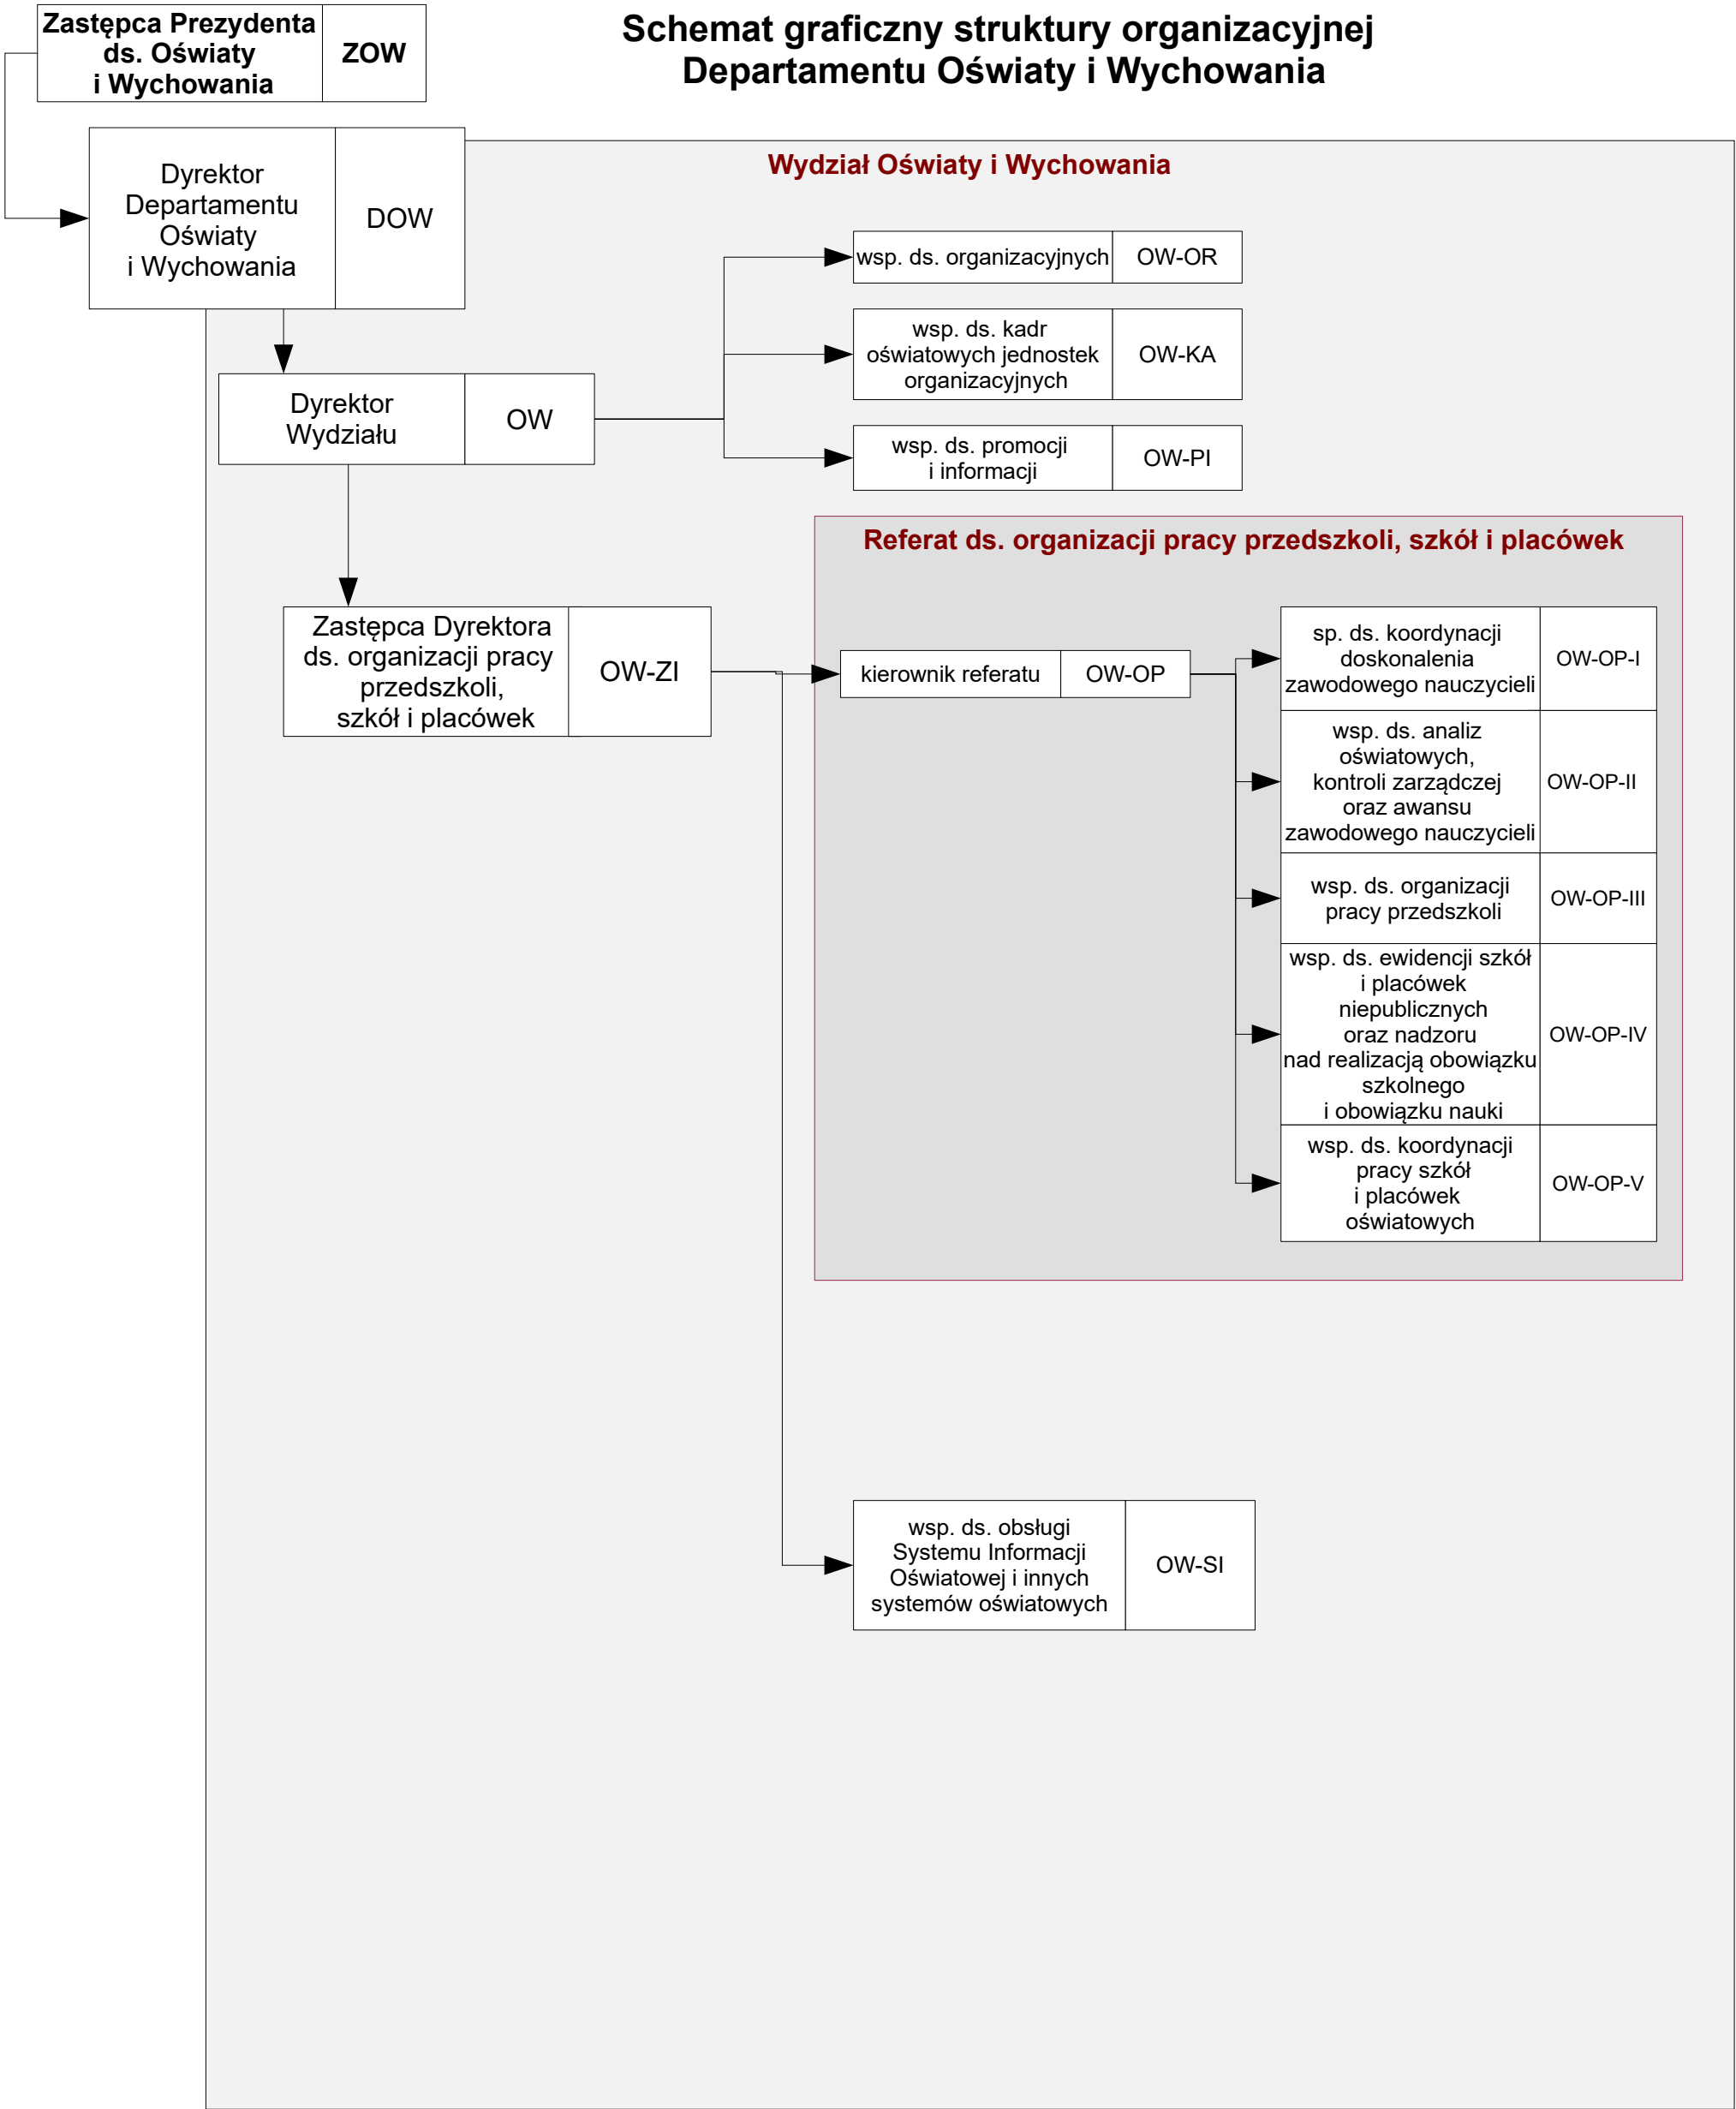 Zastępca Prezydenta
ds. Oświaty
i Wychowania
ZOW
Schemat graficzny struktury organizacyjnej
Departamentu Oświaty i Wychowania
Dyrektor
Departamentu
Oświaty
i Wychowania
DOW
Wydział Oświaty i Wychowania
wsp. ds. organizacyjnych
OW-OR
wsp. ds. kadr
oświatowych jednostek
organizacyjnych
OW-KA
Dyrektor
Wydziału
OW
wsp. ds. promocji
i informacji
OW-PI
Referat ds. organizacji pracy przedszkoli, szkół i placówek
Zastępca Dyrektora
ds. organizacji pracy
przedszkoli,
szkół i placówek
OW-ZI
kierownik referatu
OW-OP
sp. ds. koordynacji
doskonalenia
zawodowego nauczycieli
OW-OP-I
wsp. ds. analiz
oświatowych,
kontroli zarządczej
oraz awansu
zawodowego nauczycieli
OW-OP-II
wsp. ds. organizacji
pracy przedszkoli
OW-OP-III
wsp. ds. ewidencji szkół
i placówek
niepublicznych
oraz nadzoru
nad realizacją obowiązku
szkolnego
i obowiązku nauki
OW-OP-IV
wsp. ds. koordynacji
pracy szkół
i placówek
oświatowych
OW-OP-V
wsp. ds. obsługi
Systemu Informacji
Oświatowej i innych
systemów oświatowych
OW-SI